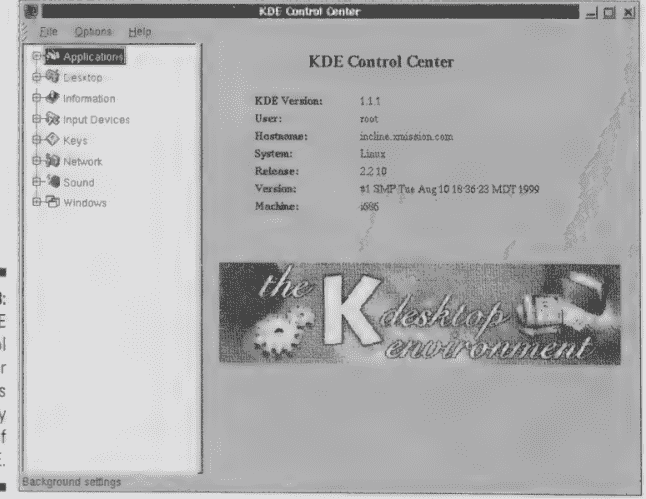 KDE Control Center
File Options Help
Applications
Desktop
Information
Input Devices
Keys
Network
Sound
Windows
KDE Control Center
KDE Version: 1.1.1
User: root
Hostname: incline.xmission.com
System: Linux
Release: 2.2.10
Version: #1 SMP Tue Aug 10 18:36:23 MDT 1999
Machine: i686
the K desktop environment
Background settings